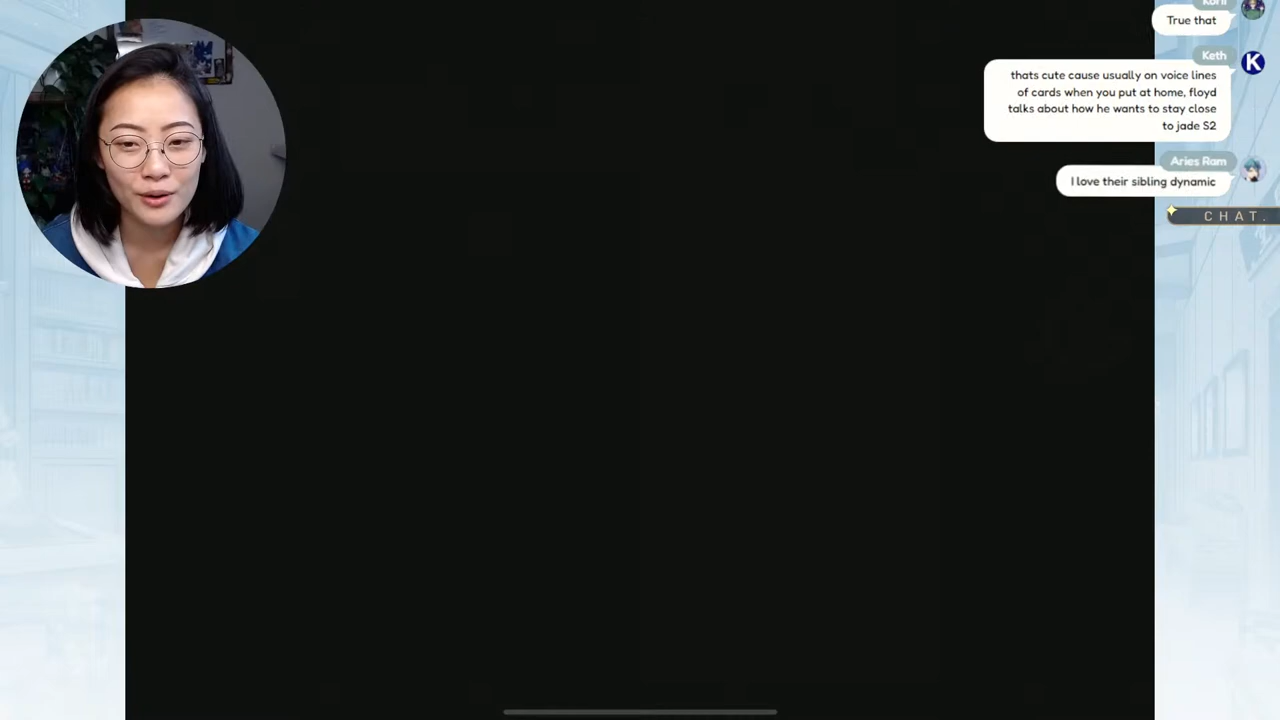 Korii
True that
Keth
K
thats cute cause usually on voice lines
of cards when you put at home, floyd
talks about how he wants to stay close
to jade S2
Aries Ram
I love their sibling dynamic
CHAT.